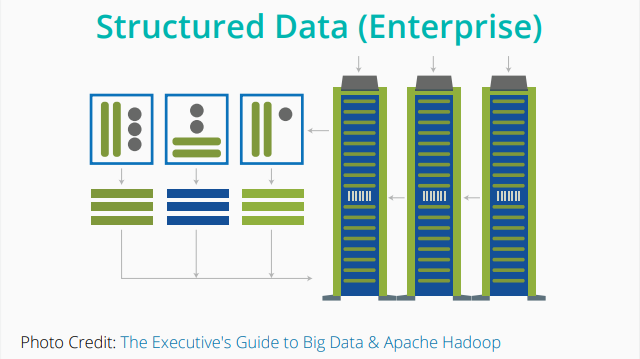 Structured Data (Enterprise)
Photo Credit: The Executive's Guide to Big Data & Apache Hadoop